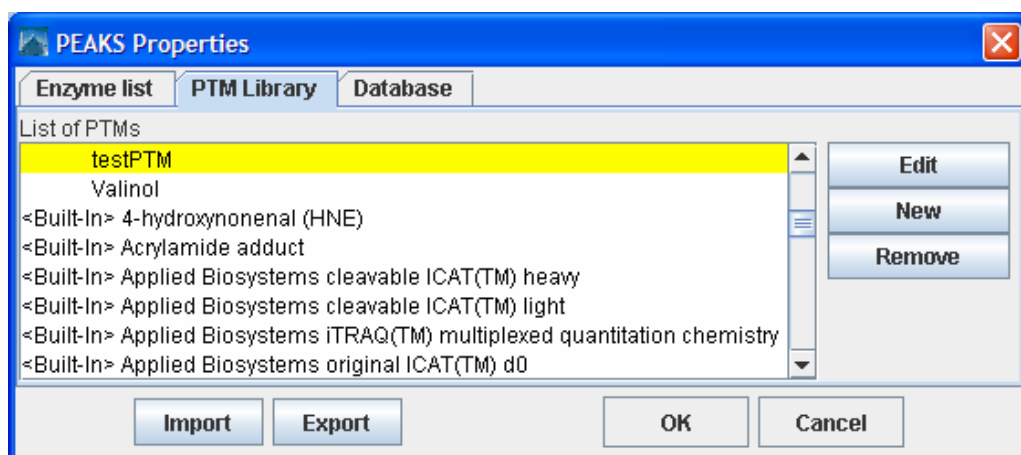 PEAKS Properties
Enzyme list PTM Library Database
List of PTMs
testPTM
Valinol
<Built-In> 4-hydroxynonenal (HNE)
<Built-In> Acrylamide adduct
<Built-In> Applied Biosystems cleavable ICAT(TM) heavy
<Built-In> Applied Biosystems cleavable ICAT(TM) light
<Built-In> Applied Biosystems iTRAQ(TM) multiplexed quantitation chemistry
<Built-In> Applied Biosystems original ICAT(TM) d0
Edit
New
Remove
Import Export OK Cancel